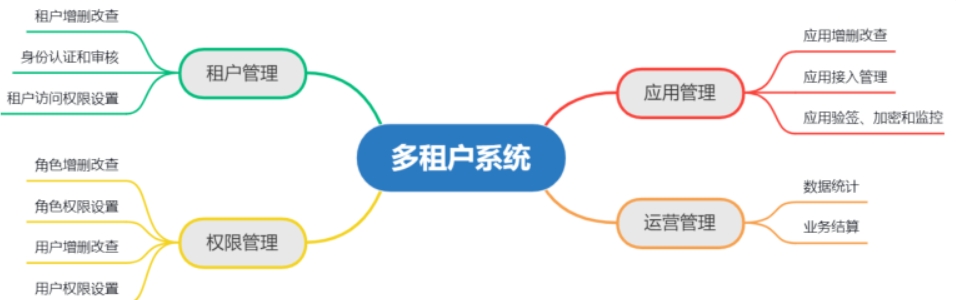 多租户系统
租户管理
租户增删改查
身份认证和审核
租户访问权限设置
权限管理
角色增删改查
角色权限设置
用户增删改查
用户权限设置
应用管理
应用增删改查
应用接入管理
应用验签、加密和监控
运营管理
数据统计
业务结算